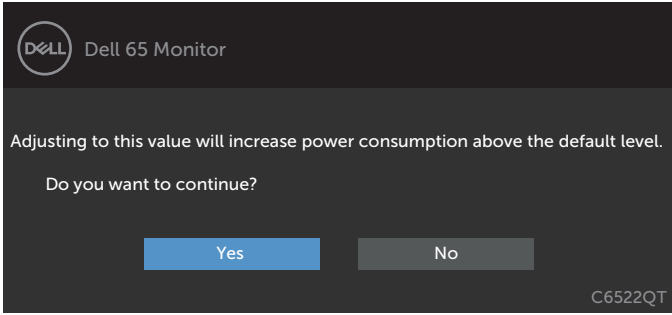 DELL
Dell 65 Monitor
Adjusting to this value will increase power consumption above the default level.
Do you want to continue?
Yes
No
C6522QT